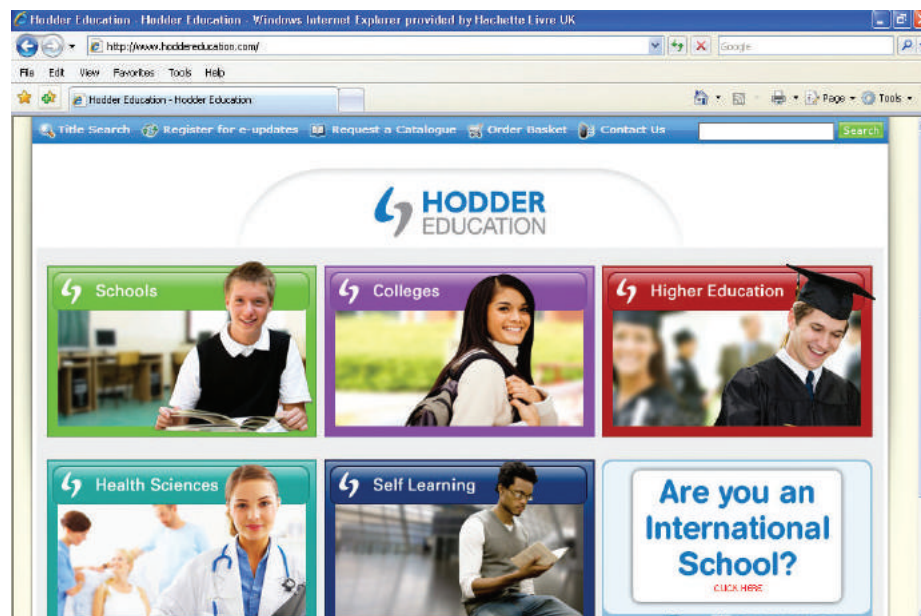 Hodder Education - Hodder Education - Windows Internet Explorer provided by Hachette Livre UK
http://www.hoddereducation.com/
Google
File Edit View Favorites Tools Help
Hodder Education - Hodder Education
Page Tools
Title Search Register for e-updates Request a Catalogue Order Basket Contact Us Search
HODDER
EDUCATION
Schools Colleges Higher Education
Health Sciences Self Learning
Are you an
International
School?
CLICK HERE